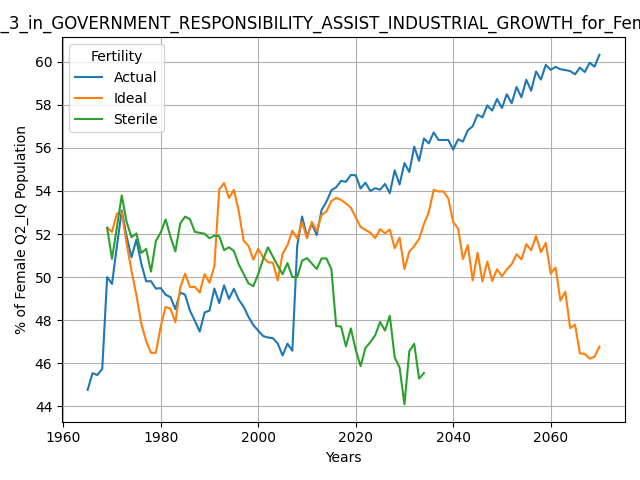 _3_in_GOVERNMENT_RESPONSIBILITY_ASSIST_INDUSTRIAL_GROWTH_for_Fem
Fertility
Actual
Ideal
Sterile
% of Female Q2_IQ Population
60
58
56
54
52
50
48
46
44
1960
1980
2000
2020
2040
2060
Years